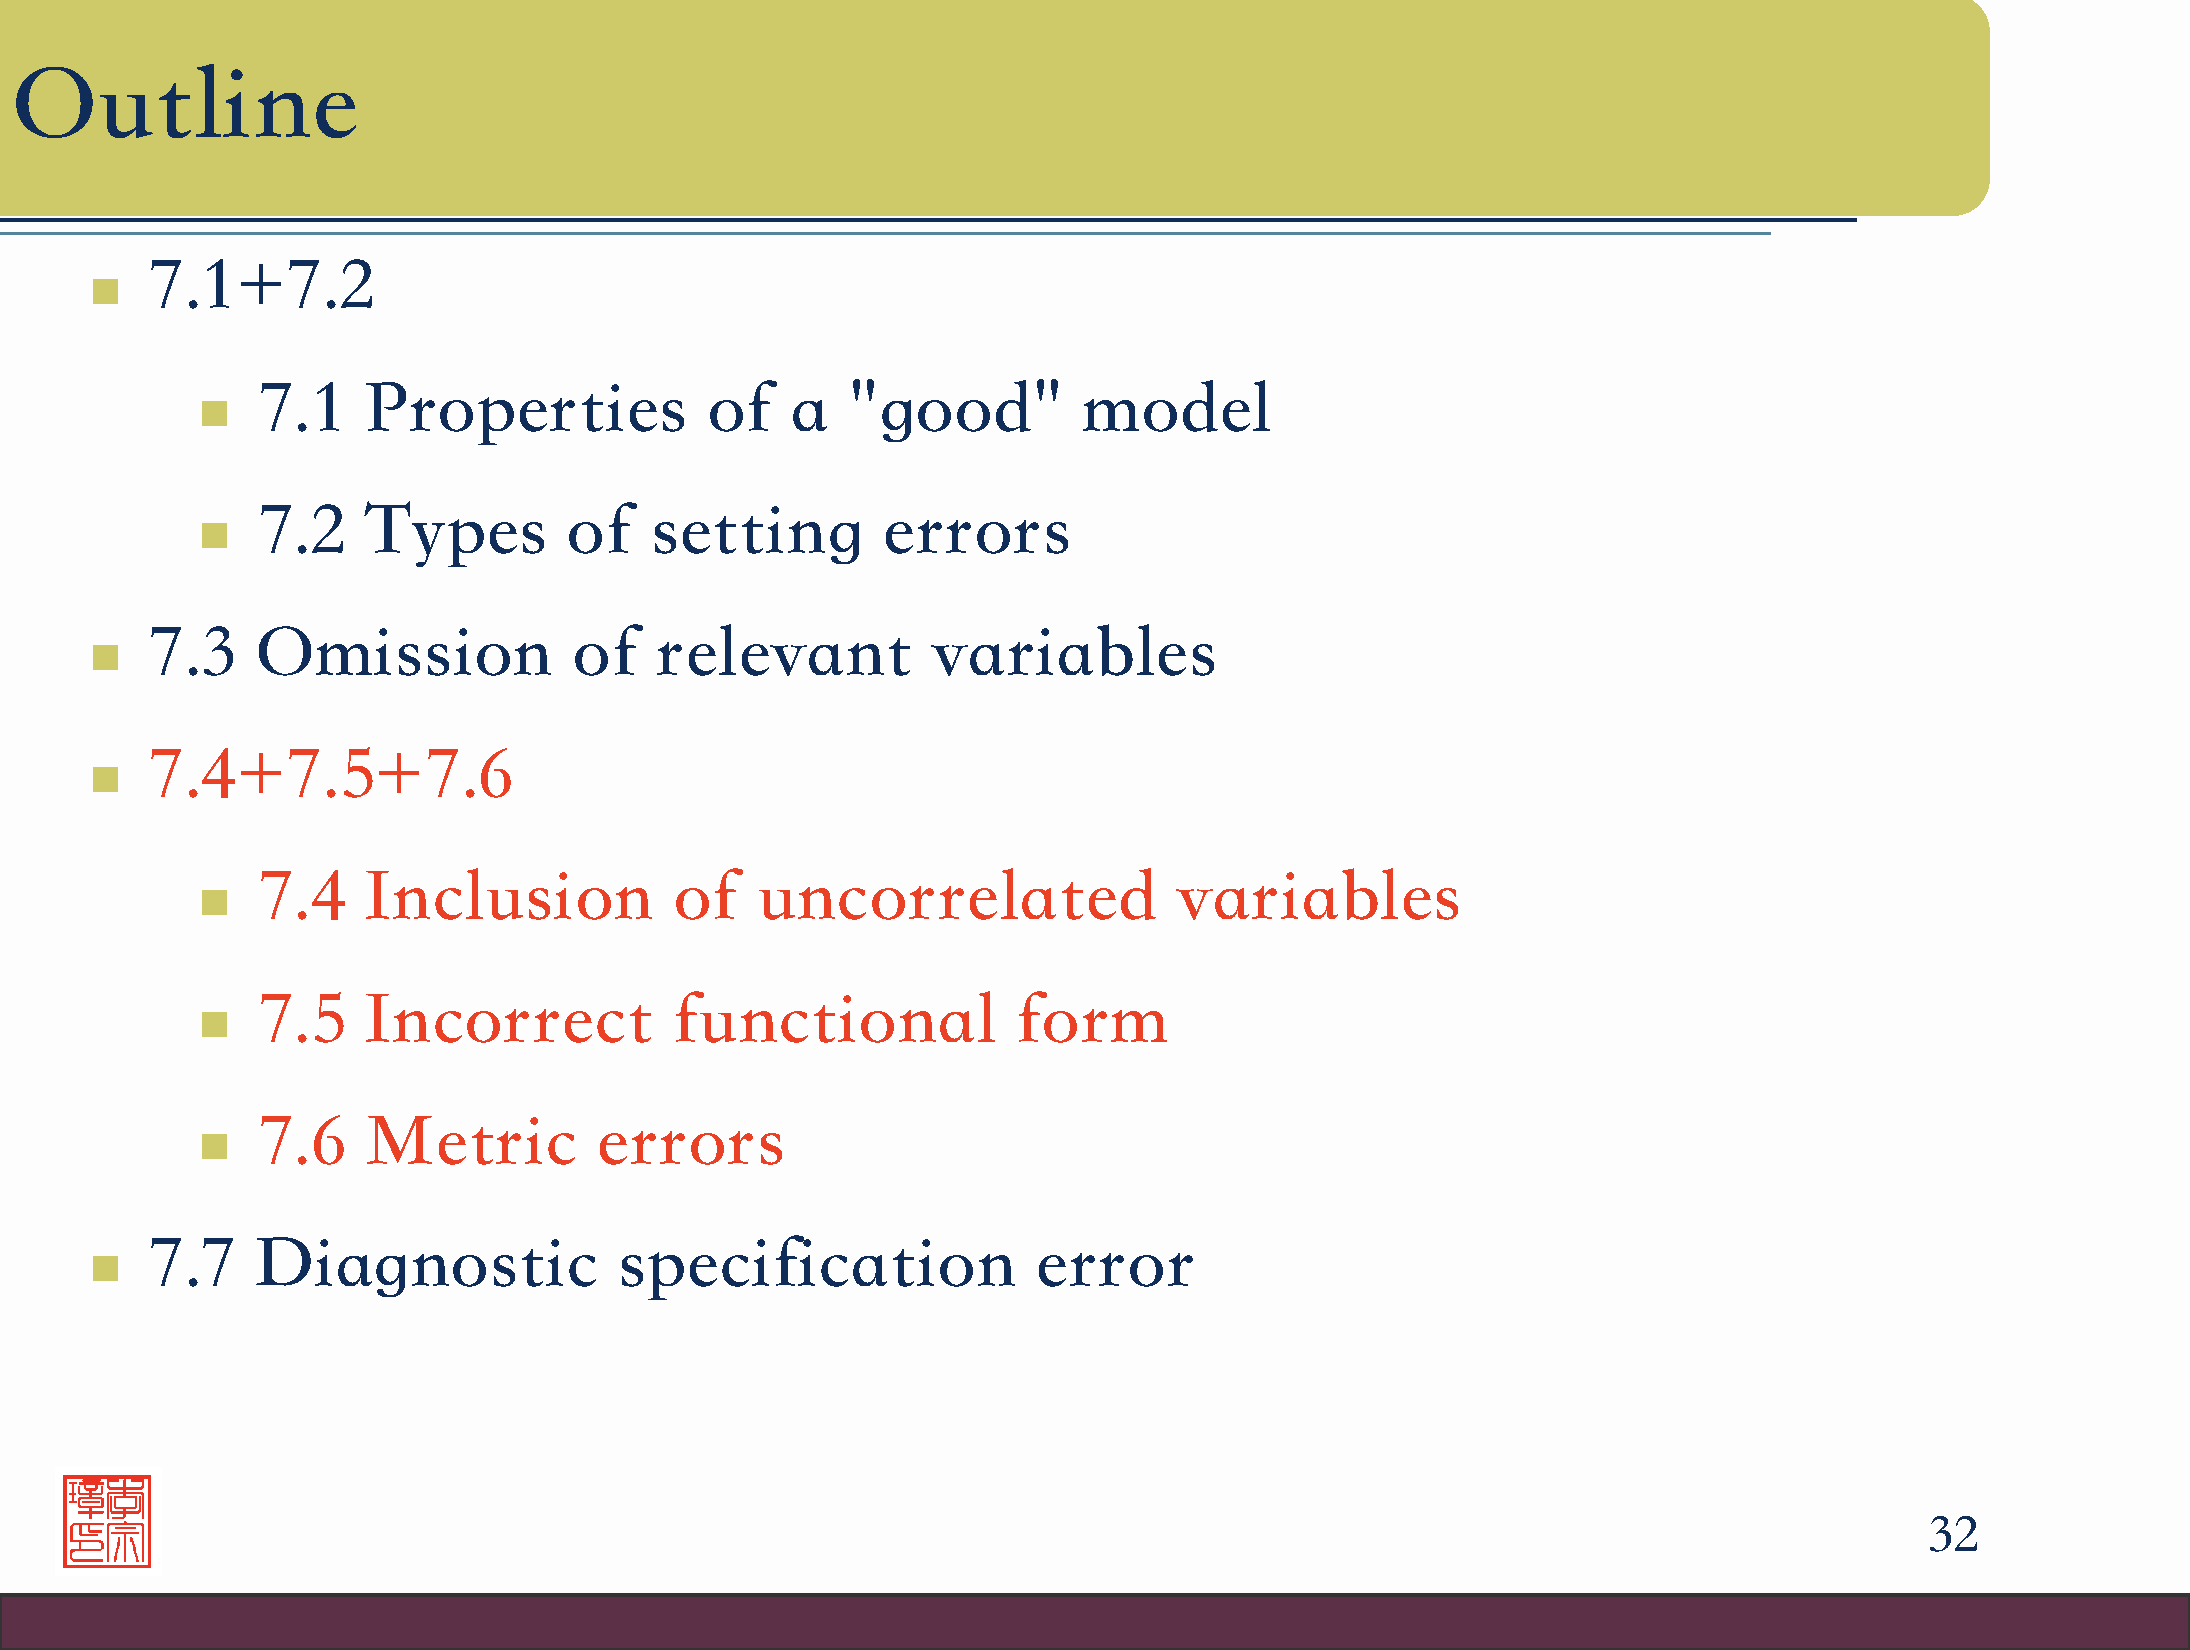 Outline
7.1+7.2
7.1 Properties of a "good" model
7.2 Types of setting errors
7.3 Omission of relevant variables
7.4+7.5+7.6
7.4 Inclusion of uncorrelated variables
7.5 Incorrect functional form
7.6 Metric errors
7.7 Diagnostic specification error
32